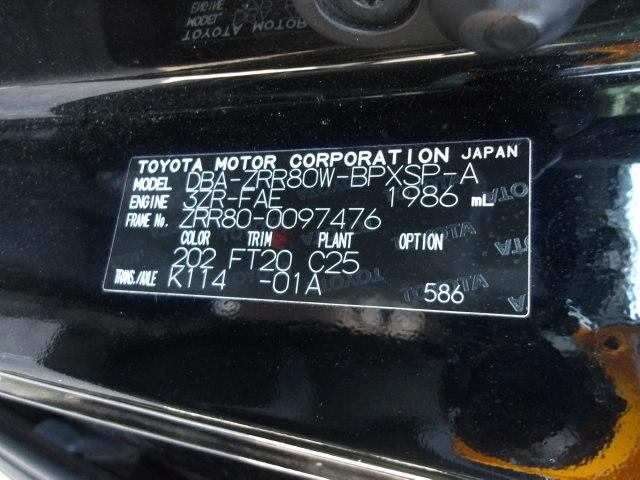 TOYOTA MOTOR CORPORATION JAPAN
MODEL DBA-ZRR80W-BPXSP-A
ENGINE 3ZR-FAE 1986 mL
FRAME No. ZRR80-0097476
COLOR TRIM PLANT OPTION
202 FT20 C25
TRANS./AXLE K114 -01A 586